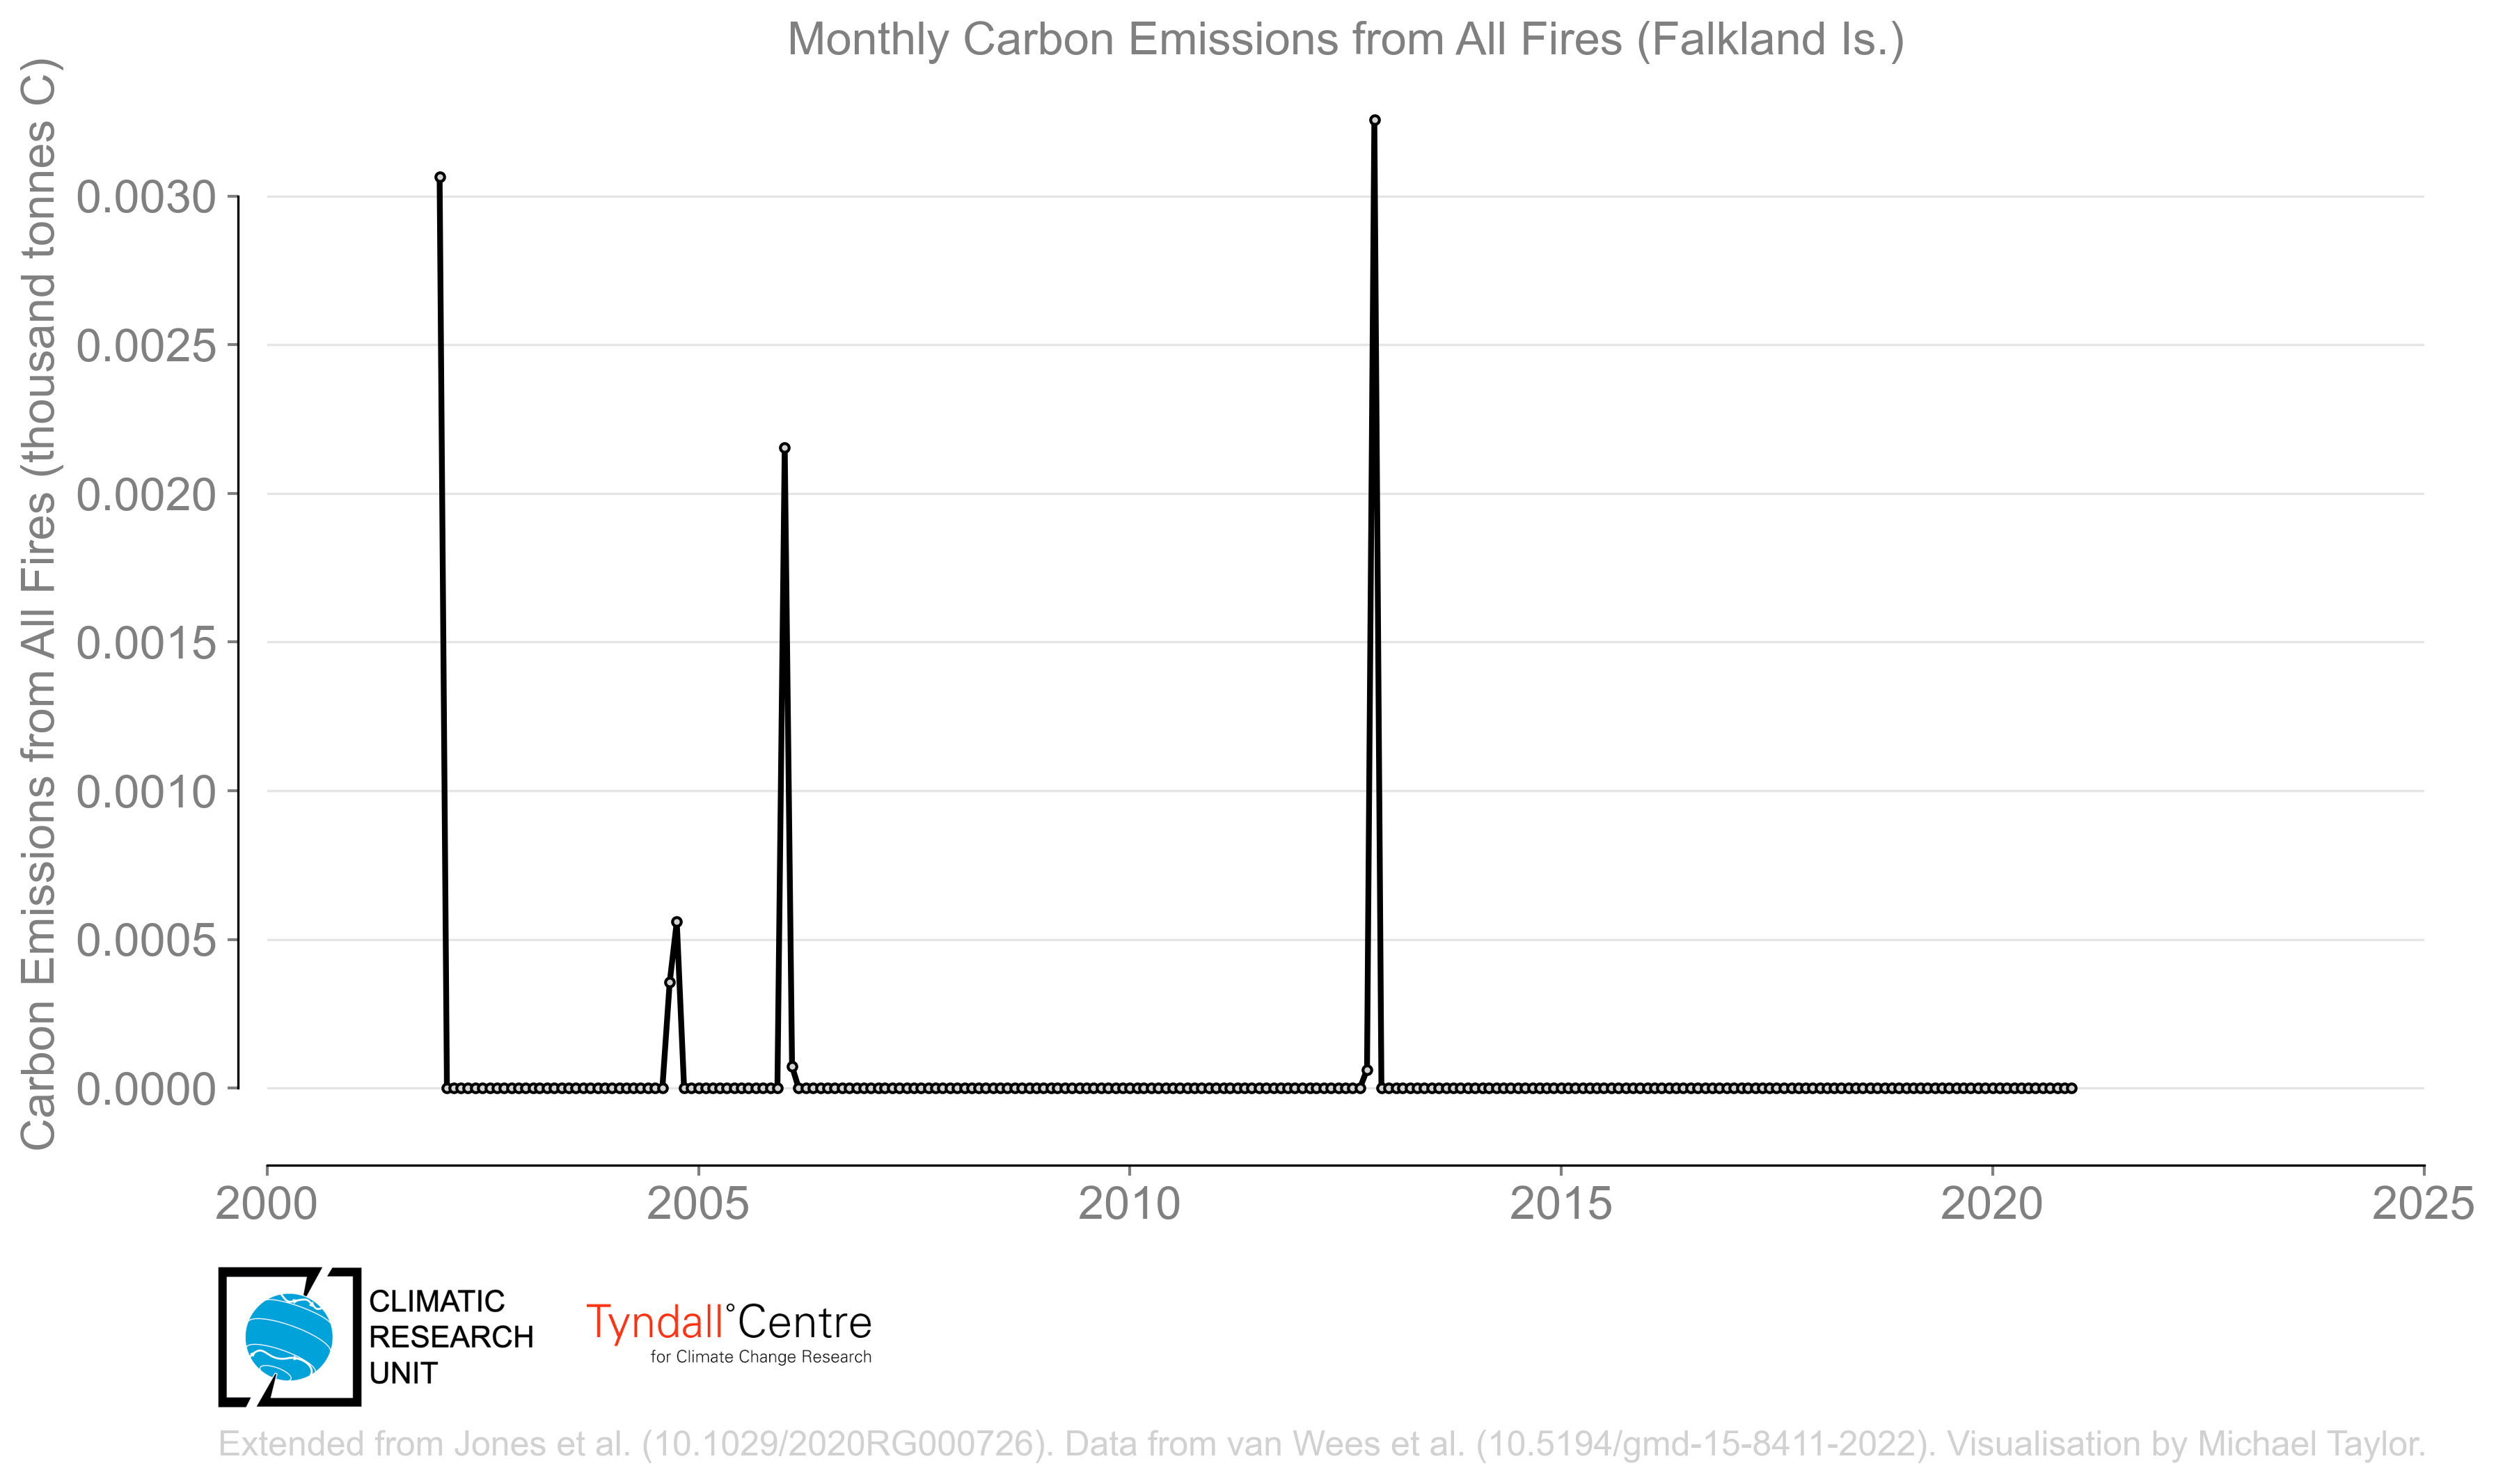 Monthly Carbon Emissions from All Fires (Falkland Is.)
Carbon Emissions from All Fires (thousand tonnes C)
0.0030
0.0025
0.0020
0.0015
0.0010
0.0005
0.0000
2000 2005 2010 2015 2020 2025
CLIMATIC
RESEARCH
UNIT
Tyndall°Centre
for Climate Change Research
Extended from Jones et al. (10.1029/2020RG000726). Data from van Wees et al. (10.5194/gmd-15-8411-2022). Visualisation by Michael Taylor.